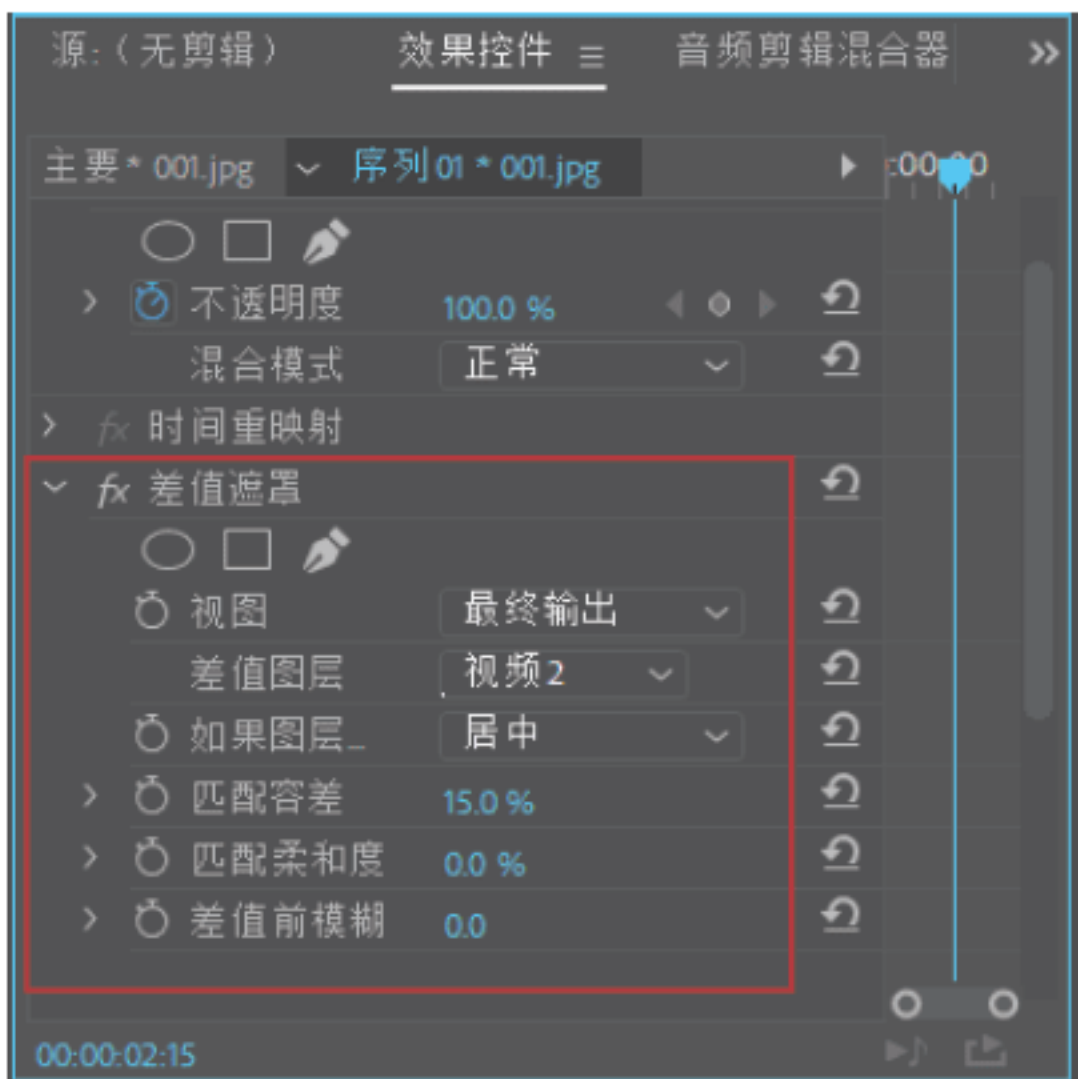 源:（无剪辑） 效果控件 音频剪辑混合器
主要* 001.jpg 序列 01 * 001.jpg
不透明度 100.0 %
混合模式 正常
fx 时间重映射
fx 差值遮罩
视图 最终输出
差值图层 视频2
如果图层_ 居中
匹配容差 15.0 %
匹配柔和度 0.0 %
差值前模糊 0.0
00:00:02:15